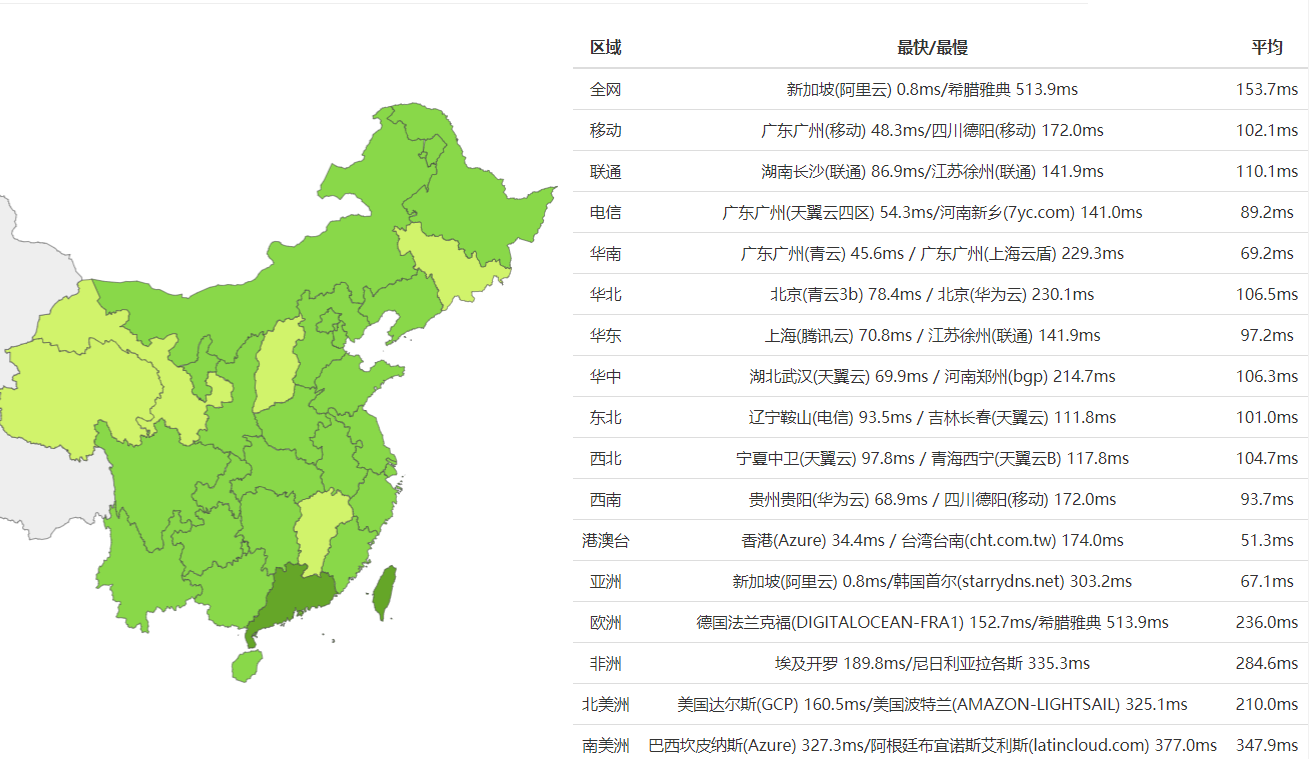 区域 最快/最慢 平均
全网 新加坡(阿里云) 0.8ms/希腊雅典 513.9ms 153.7ms
移动 广东广州(移动) 48.3ms/四川德阳(移动) 172.0ms 102.1ms
联通 湖南长沙(联通) 86.9ms/江苏徐州(联通) 141.9ms 110.1ms
电信 广东广州(天翼云四区) 54.3ms/河南新乡(7yc.com) 141.0ms 89.2ms
华南 广东广州(青云) 45.6ms / 广东广州(上海云盾) 229.3ms 69.2ms
华北 北京(青云3b) 78.4ms / 北京(华为云) 230.1ms 106.5ms
华东 上海(腾讯云) 70.8ms / 江苏徐州(联通) 141.9ms 97.2ms
华中 湖北武汉(天翼云) 69.9ms / 河南郑州(bgp) 214.7ms 106.3ms
东北 辽宁鞍山(电信) 93.5ms / 吉林长春(天翼云) 111.8ms 101.0ms
西北 宁夏中卫(天翼云) 97.8ms / 青海西宁(天翼云B) 117.8ms 104.7ms
西南 贵州贵阳(华为云) 68.9ms / 四川德阳(移动) 172.0ms 93.7ms
港澳台 香港(Azure) 34.4ms / 台湾台南(cht.com.tw) 174.0ms 51.3ms
亚洲 新加坡(阿里云) 0.8ms/韩国首尔(starrydns.net) 303.2ms 67.1ms
欧洲 德国法兰克福(DIGITALOCEAN-FRA1) 152.7ms/希腊雅典 513.9ms 236.0ms
非洲 埃及开罗 189.8ms/尼日利亚拉各斯 335.3ms 284.6ms
北美洲 美国达尔斯(GCP) 160.5ms/美国波特兰(AMAZON-LIGHTSAIL) 325.1ms 210.0ms
南美洲 巴西坎皮纳斯(Azure) 327.3ms/阿根廷布宜诺斯艾利斯(latincloud.com) 377.0ms 347.9ms